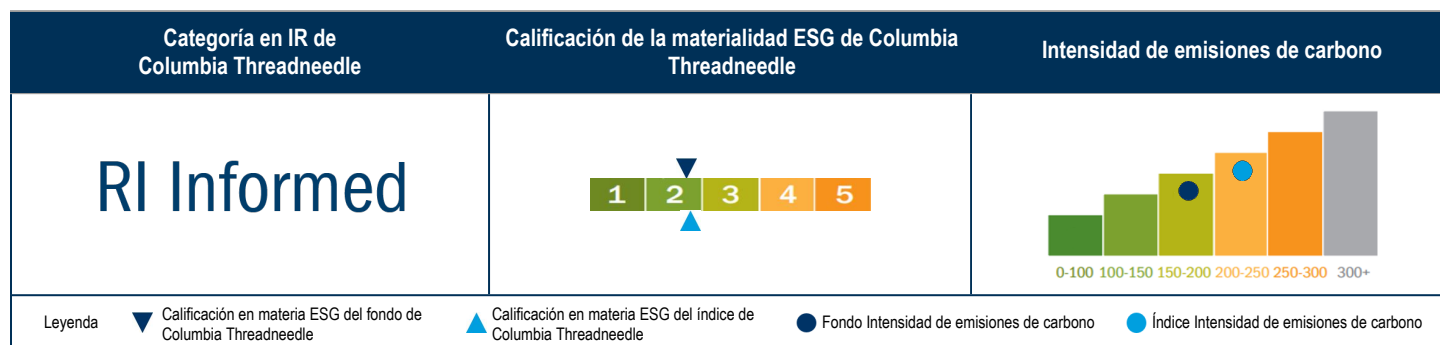 Categoría en IR de
Columbia Threadneedle
Calificación de la materialidad ESG de Columbia
Threadneedle
Intensidad de emisiones de carbono
RI Informed
1 2 3 4 5
0-100 100-150 150-200 200-250 250-300 300+
Leyenda
Calificación en materia ESG del fondo de
Columbia Threadneedle
Calificación en materia ESG del índice de
Columbia Threadneedle
Fondo Intensidad de emisiones de carbono
Índice Intensidad de emisiones de carbono